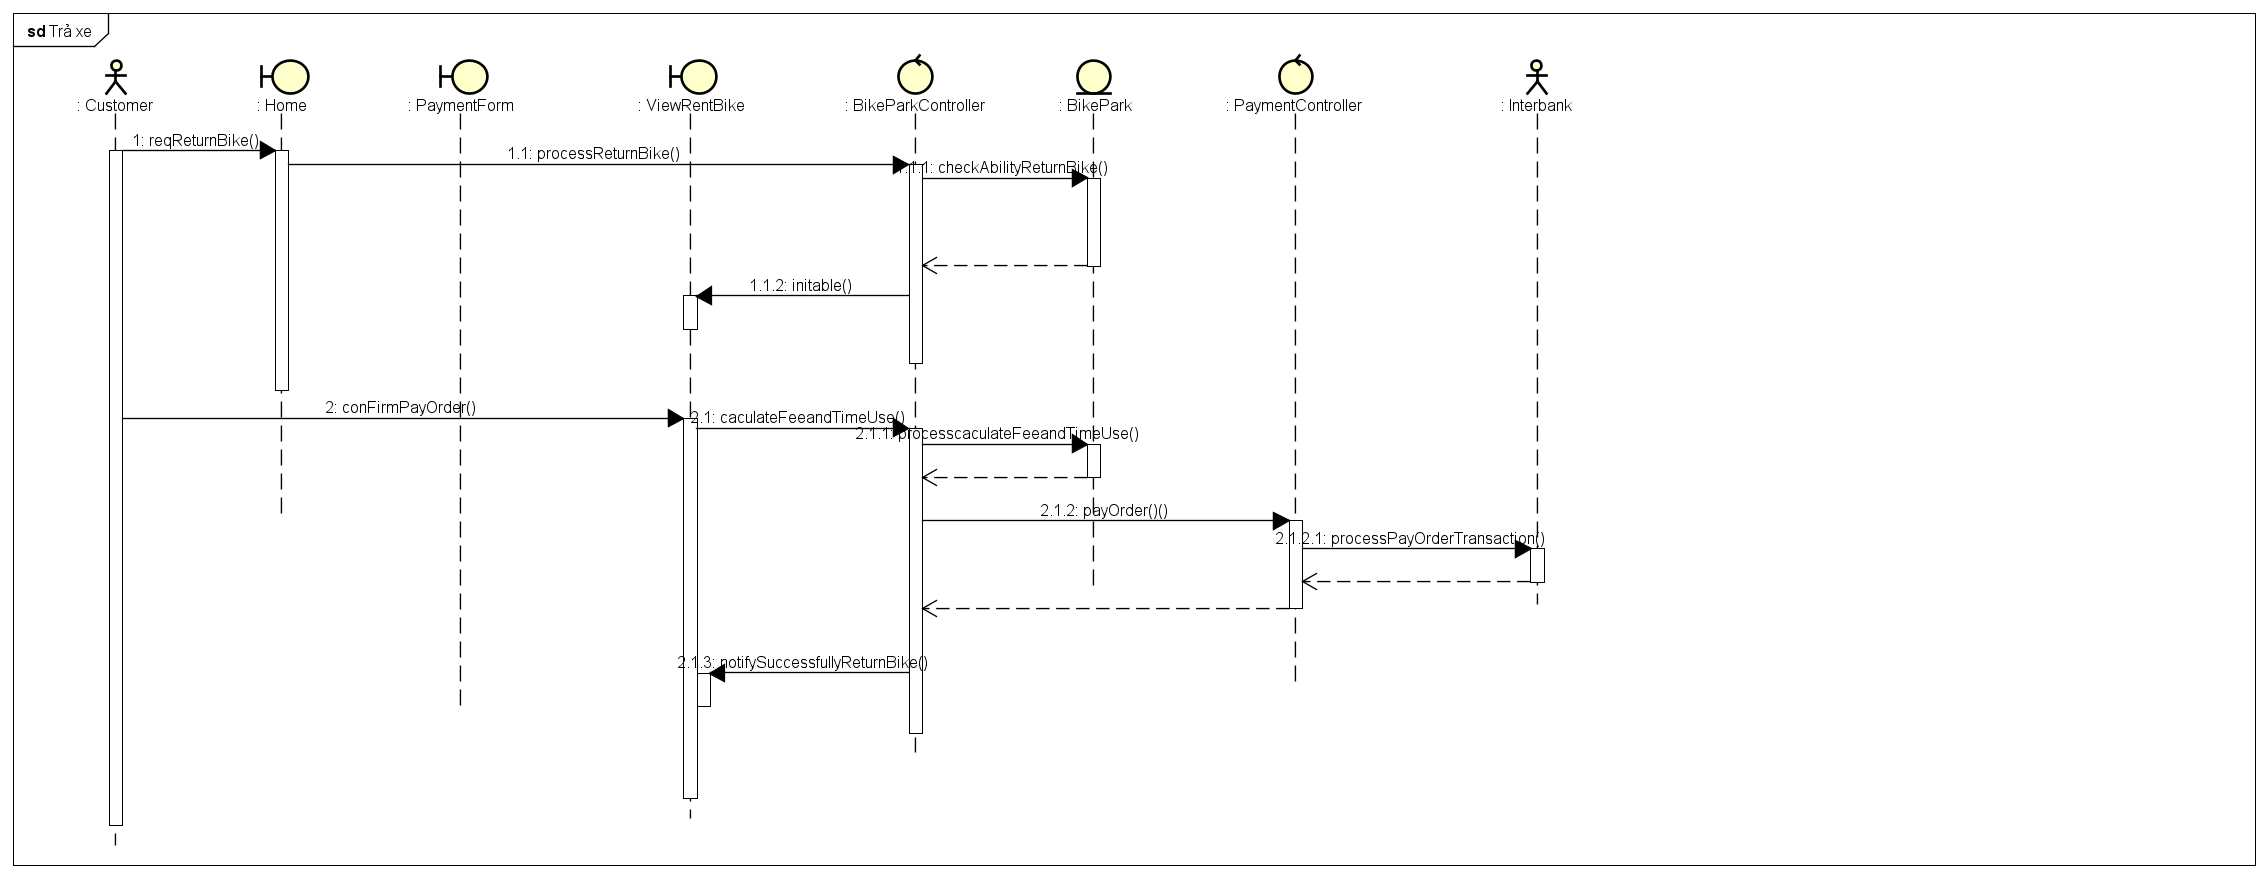 sd Trả xe
: Customer
: Home
: PaymentForm
: ViewRentBike
: BikeParkController
: BikePark
: PaymentController
: Interbank
1: reqReturnBike()
1.1: processReturnBike()
1.1.1: checkAbilityReturnBike()
1.1.2: initable()
2: conFirmPayOrder()
2.1: caculateFeeandTimeUse()
2.1.1: processcaculateFeeandTimeUse()
2.1.2: payOrder()()
2.1.2.1: processPayOrderTransaction()
2.1.3: notifySuccessfullyReturnBike()